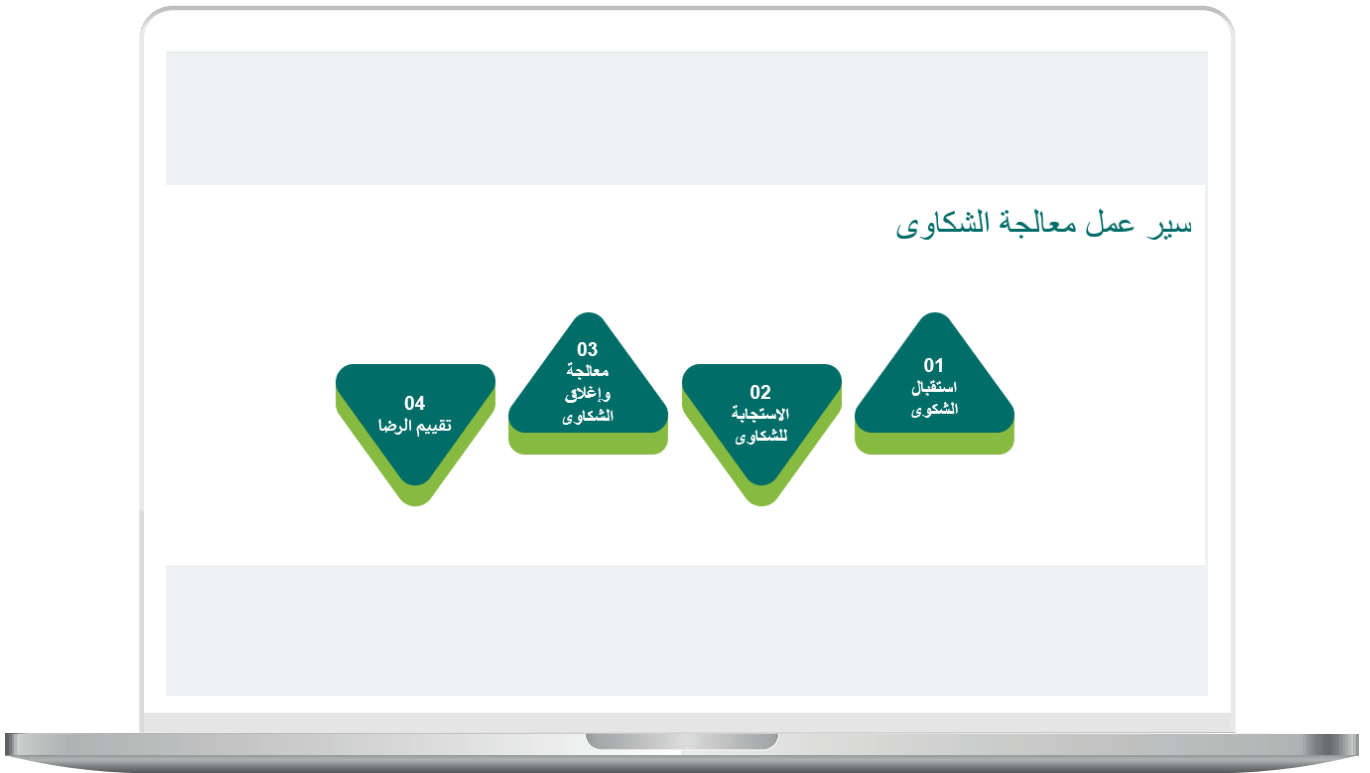 سير عمل معالجة الشكاوى
01
استقبال
الشكوى
02
الاستجابة
للشكاوى
03
معالجة
وإغلاق
الشكاوى
04
تقييم الرضا